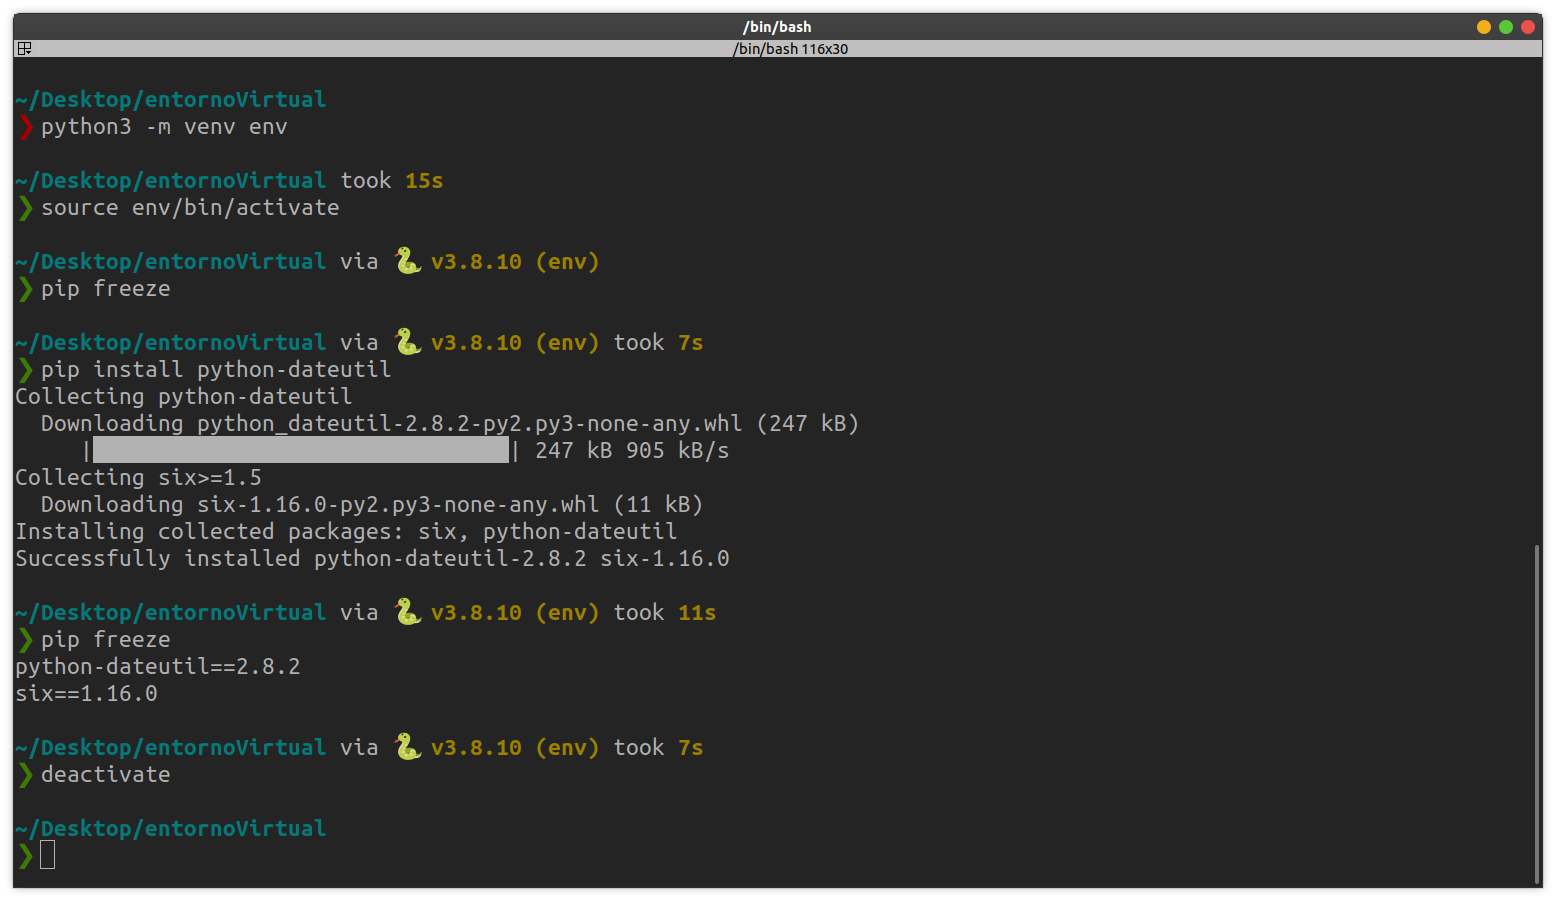 /bin/bash
/bin/bash 116x30
~/Desktop/entornoVirtual
❯ python3 -m venv env
~/Desktop/entornoVirtual took 15s
❯ source env/bin/activate
~/Desktop/entornoVirtual via 🐍 v3.8.10 (env)
❯ pip freeze
~/Desktop/entornoVirtual via 🐍 v3.8.10 (env) took 7s
❯ pip install python-dateutil
Collecting python-dateutil
  Downloading python_dateutil-2.8.2-py2.py3-none-any.whl (247 kB)
     |████████████████████████████████| 247 kB 905 kB/s
Collecting six>=1.5
  Downloading six-1.16.0-py2.py3-none-any.whl (11 kB)
Installing collected packages: six, python-dateutil
Successfully installed python-dateutil-2.8.2 six-1.16.0
~/Desktop/entornoVirtual via 🐍 v3.8.10 (env) took 11s
❯ pip freeze
python-dateutil==2.8.2
six==1.16.0
~/Desktop/entornoVirtual via 🐍 v3.8.10 (env) took 7s
❯ deactivate
~/Desktop/entornoVirtual
❯